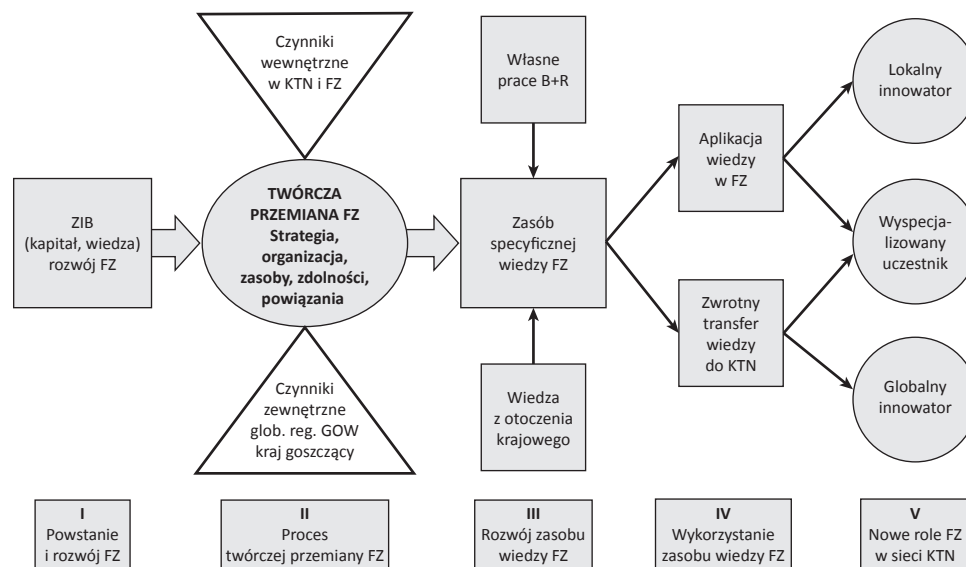 Czynniki
wewnętrzne
w KTN i FZ
Własne
prace B+R
Lokalny
innowator
ZIB
(kapitał, wiedza)
rozwój FZ
TWÓRCZA
PRZEMIANA FZ
Strategia,
organizacja,
zasoby, zdolności,
powiązania
Zasób
specyficznej
wiedzy FZ
Aplikacja
wiedzy
w FZ
Wyspecja-
lizowany
uczestnik
Zwrotny
transfer
wiedzy
do KTN
Czynniki
zewnętrzne
glob. reg. GOW
kraj goszczący
Wiedza
z otoczenia
krajowego
Globalny
innowator
I
Powstanie
i rozwój FZ
II
Proces
twórczej przemiany FZ
III
Rozwój zasobu
wiedzy FZ
IV
Wykorzystanie
zasobu wiedzy FZ
V
Nowe role FZ
w sieci KTN